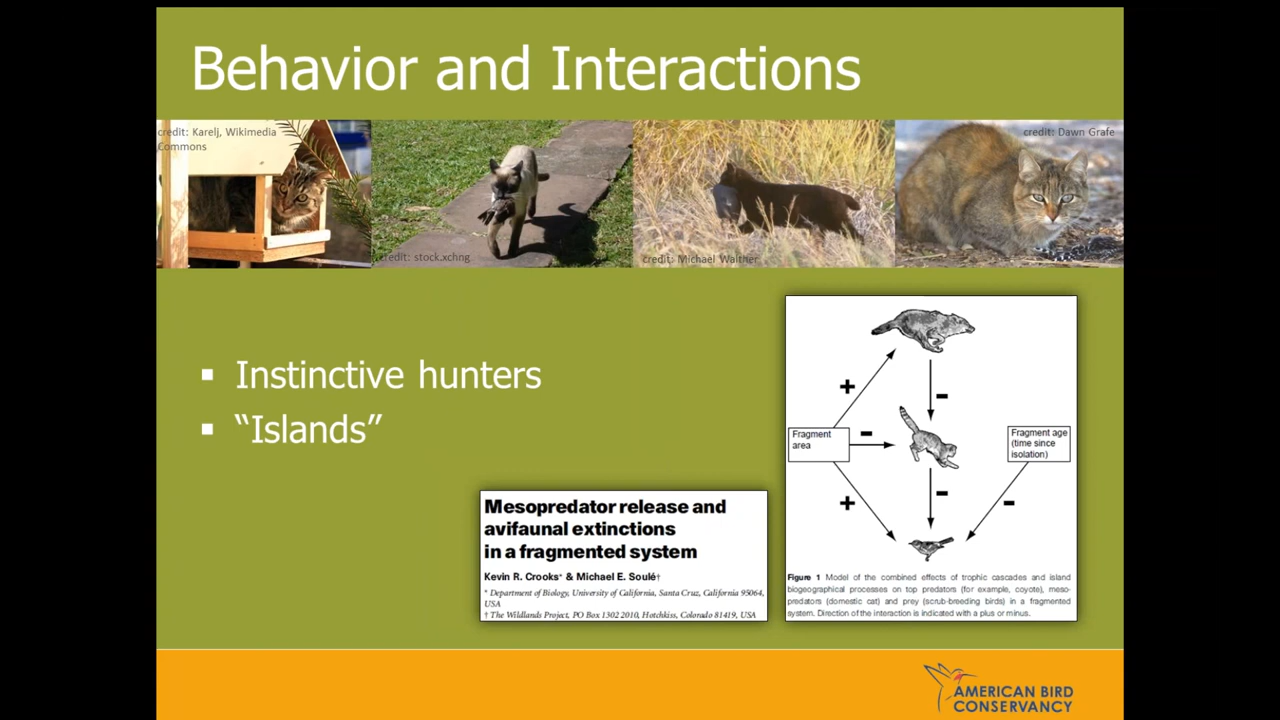 Behavior and Interactions
credit: Karelj, Wikimedia
Commons
credit: stock.xchng
credit: Michael Walther
credit: Dawn Grafe
▪ Instinctive hunters
▪ “Islands”
Mesopredator release and
avifaunal extinctions
in a fragmented system
Kevin R. Crooks* & Michael E. Soulé†
* Department of Biology, University of California, Santa Cruz, California 95064,
USA
† The Wildlands Project, PO Box 1302 2010, Hotchkiss, Colorado 81419, USA
+
-
Fragment
area
-
Fragment age
(time since
isolation)
+
-
-
Figure 1 Model of the combined effects of trophic cascades and island
biogeographical processes on top predators (for example, coyote), meso-
predators (domestic cat) and prey (scrub-breeding birds) in a fragmented
system. Direction of the interaction is indicated with a plus or minus.
AMERICAN BIRD
CONSERVANCY